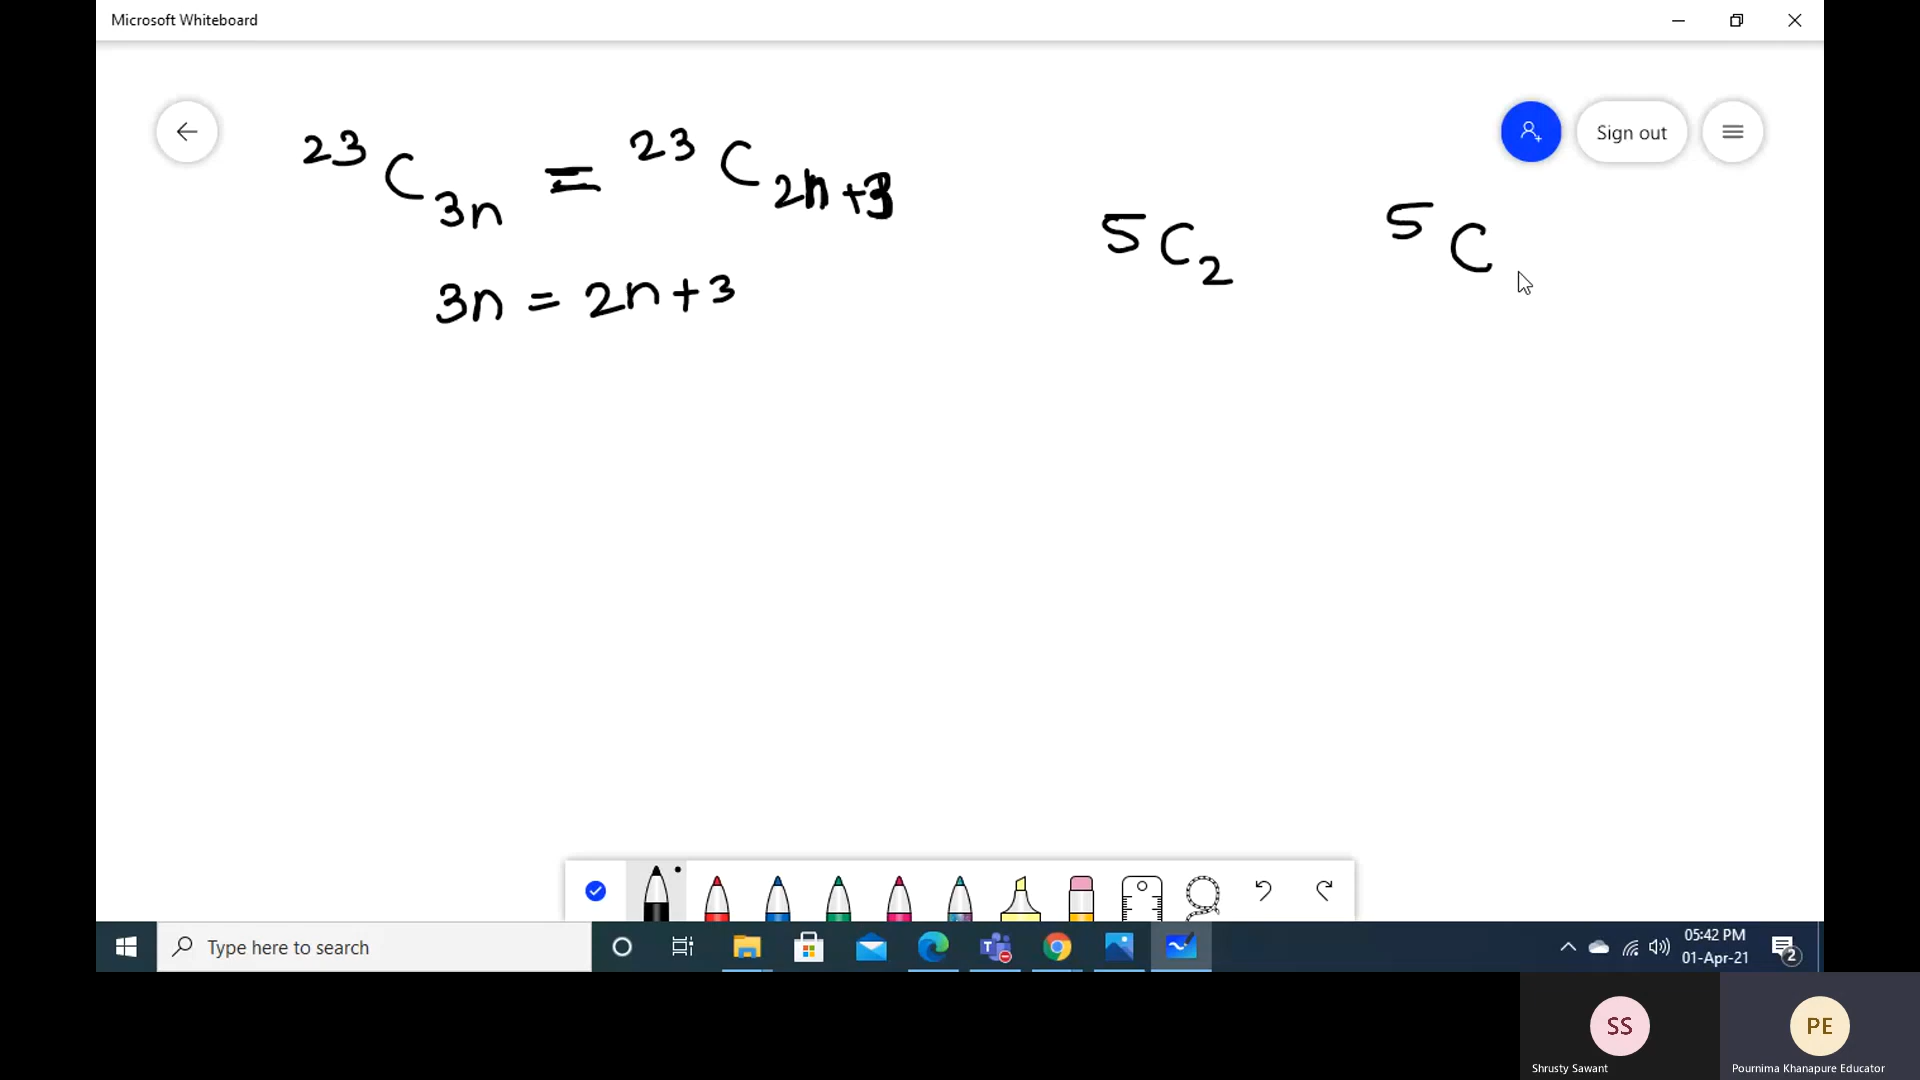 Microsoft Whiteboard
Sign out
²³C₃ₙ = ²³C₂ₙ₊₃
3n = 2n + 3
⁵C₂
⁵C
Type here to search
05:42 PM
01-Apr-21
2
SS
PE
Shrusty Sawant
Pournima Khanapure Educator